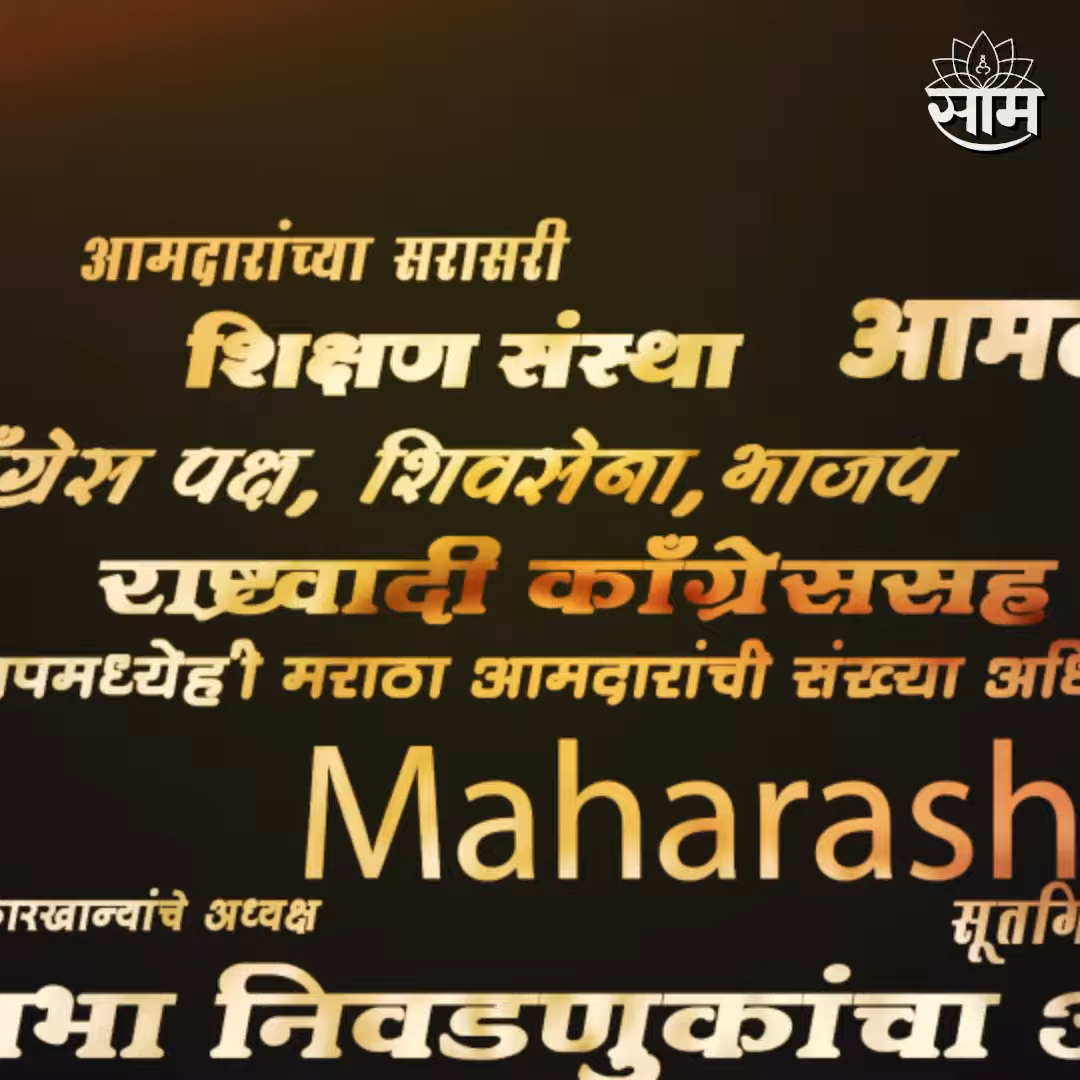 साम
आमदारांच्या सरासरी
शिक्षण संस्था
पक्ष, शिवसेना, भाजप
राष्ट्रवादी काँग्रेससह
मराठा आमदारांची संख्या
Maharash
अध्यक्ष
निवडणुकांचा